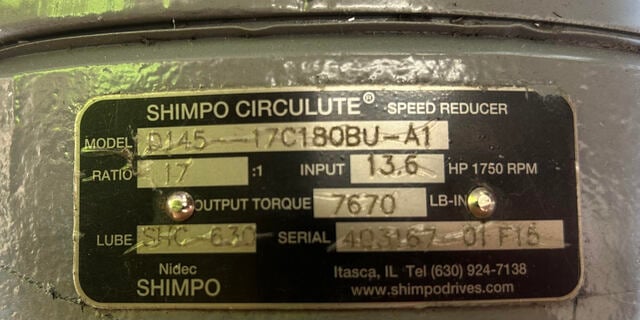 SHIMPO CIRCULUTE® SPEED REDUCER
MODEL D145--17C180BU-A1
RATIO 17 :1 INPUT 13.6 HP 1750 RPM
OUTPUT TORQUE 7670 LB-IN
LUBE SHC-630 SERIAL 403167-01 F15
Nidec Itasca, IL Tel (630) 924-7138
SHIMPO www.shimpodrives.com